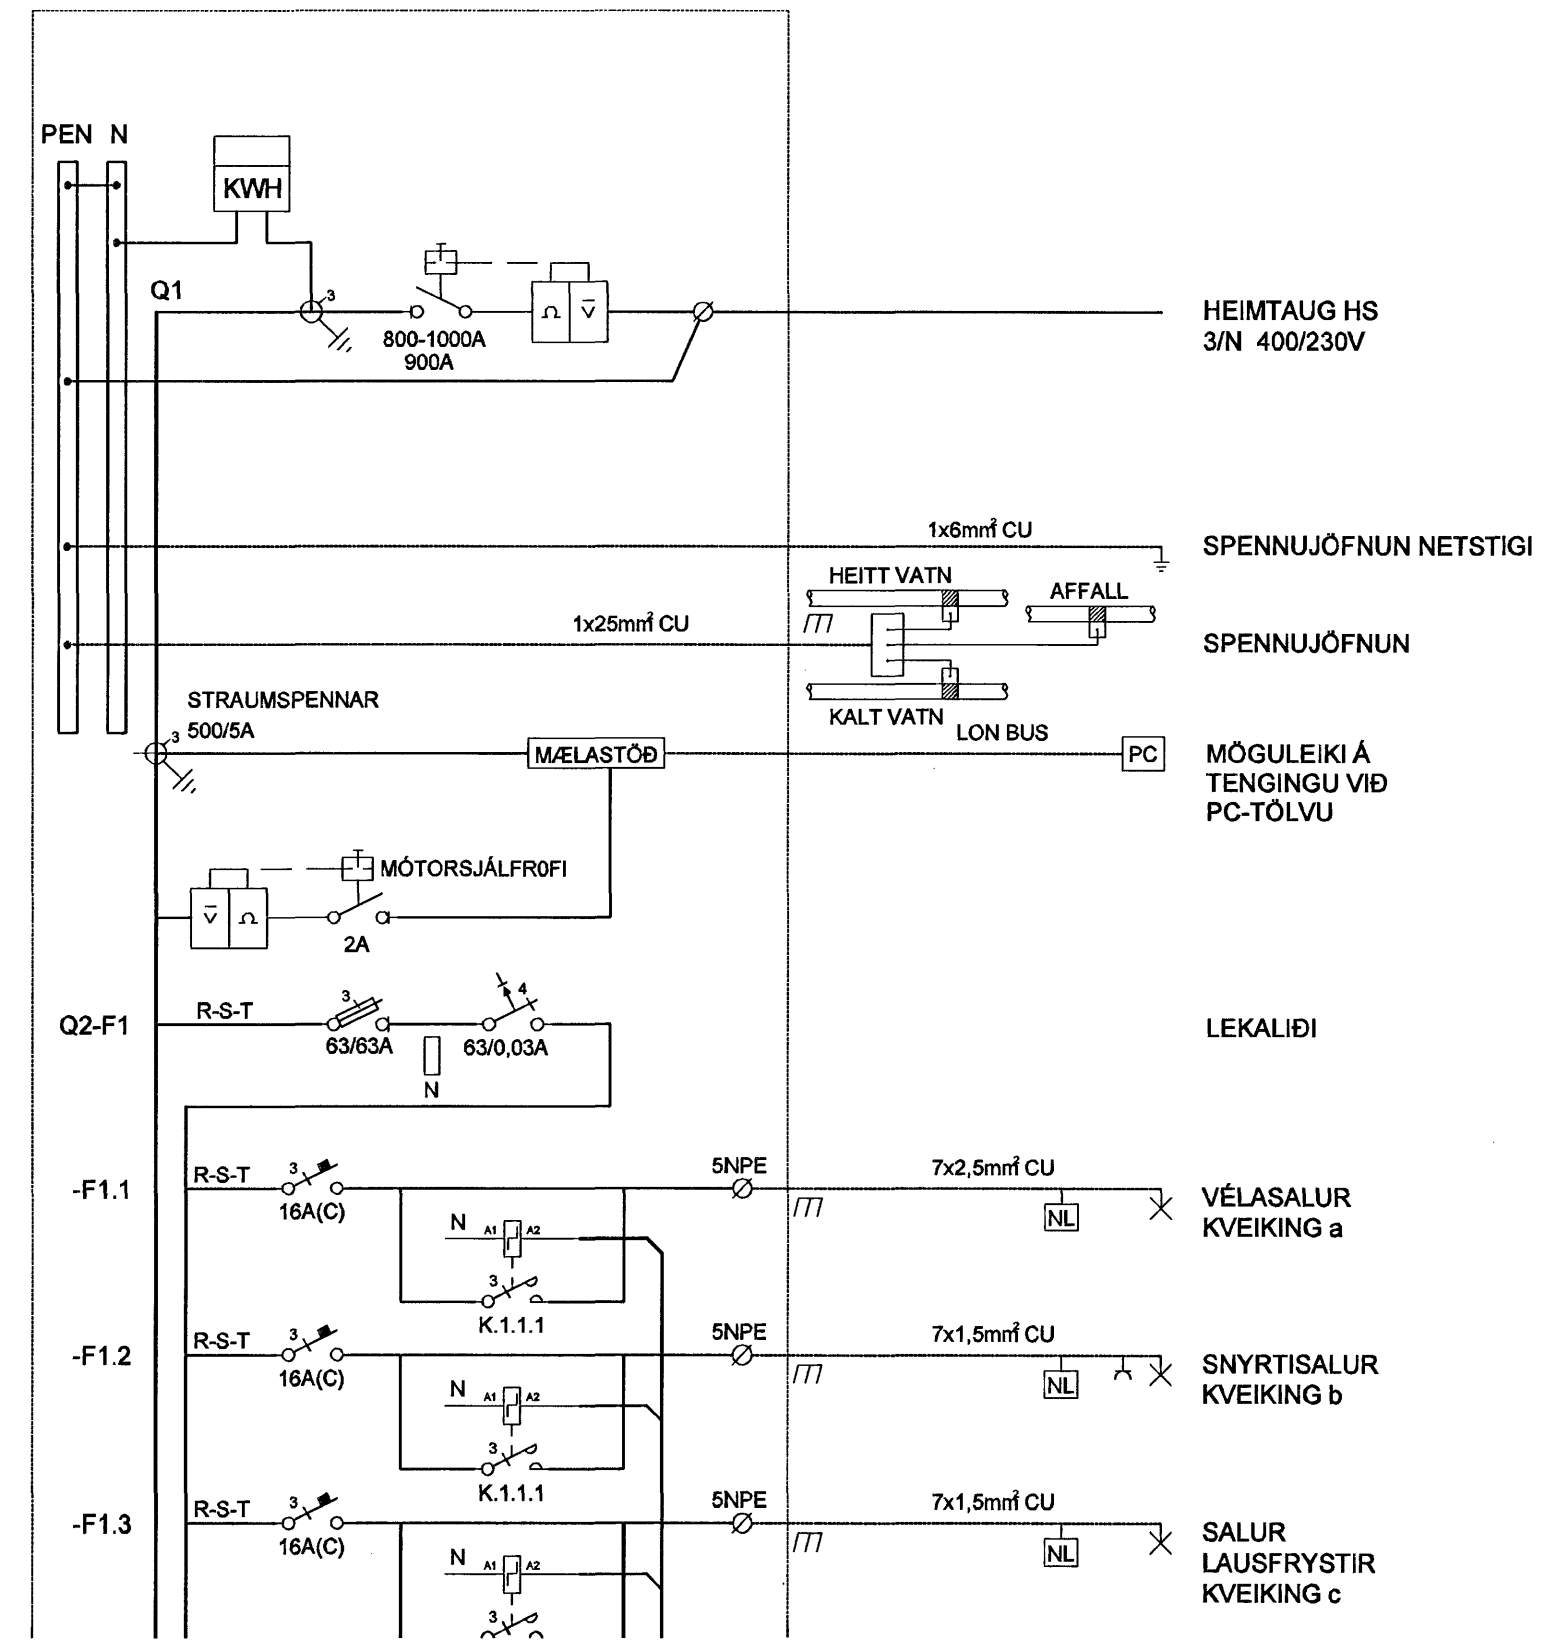 PEN N
KWH
Q1
3
800-1000A
900A
Ω V
HEIMTAUG HS
3/N 400/230V
1x6mm² CU
SPENNUJÖFNUN NETSTIGI
HEITT VATN
AFFALL
1x25mm² CU
SPENNUJÖFNUN
KALT VATN
STRAUMSPENNAR
500/5A
3
MÆLASTÖÐ
LON BUS
PC
MÖGULEIKI Á
TENGINGU VIÐ
PC-TÖLVU
MÓTORSJÁLFROFI
V Ω
2A
Q2-F1
R-S-T
3
63/63A
N
4
63/0,03A
LEKALIÐI
-F1.1
R-S-T
3
16A(C)
5NPE
7x2,5mm² CU
NL
VÉLASALUR
KVEIKING a
N A1 A2
3
K.1.1.1
-F1.2
R-S-T
3
16A(C)
5NPE
7x1,5mm² CU
NL
SNYRTISALUR
KVEIKING b
N A1 A2
3
K.1.1.1
-F1.3
R-S-T
3
16A(C)
5NPE
7x1,5mm² CU
NL
SALUR
LAUSFRYSTIR
KVEIKING c
N A1 A2
3